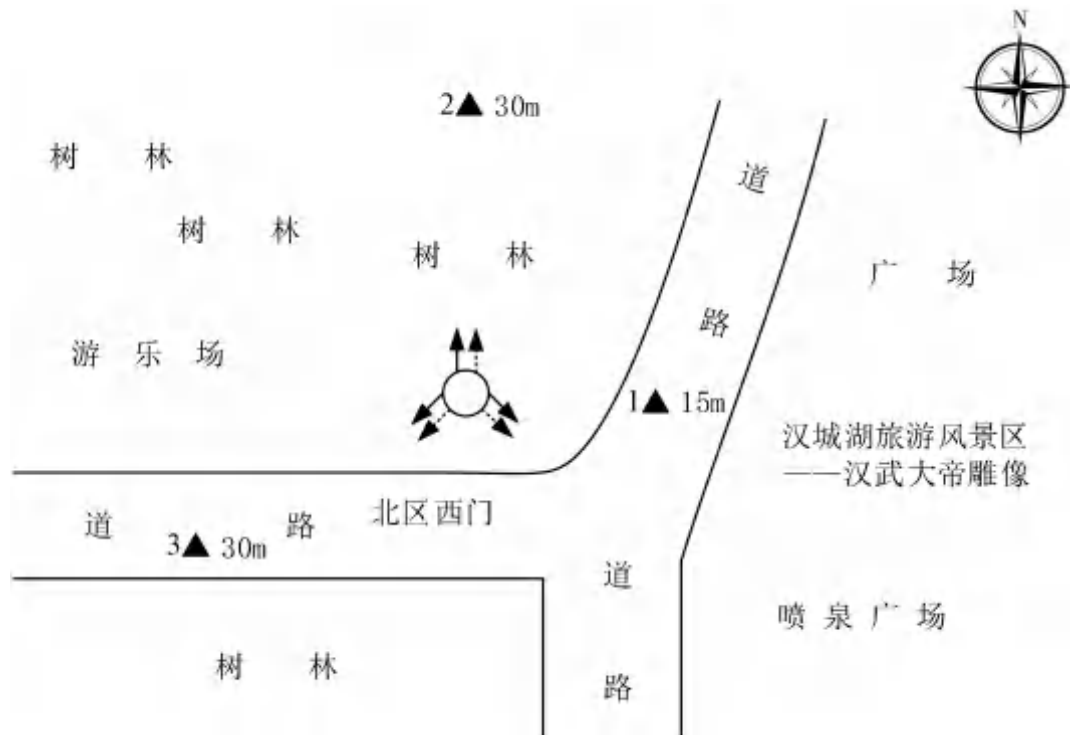 N
2▲ 30m
树 林
道
树 林
树 林
广 场
路
游 乐 场
1▲ 15m
汉城湖旅游风景区
——汉武大帝雕像
北区西门
道 路
3▲ 30m
道
喷 泉 广 场
树 林
路